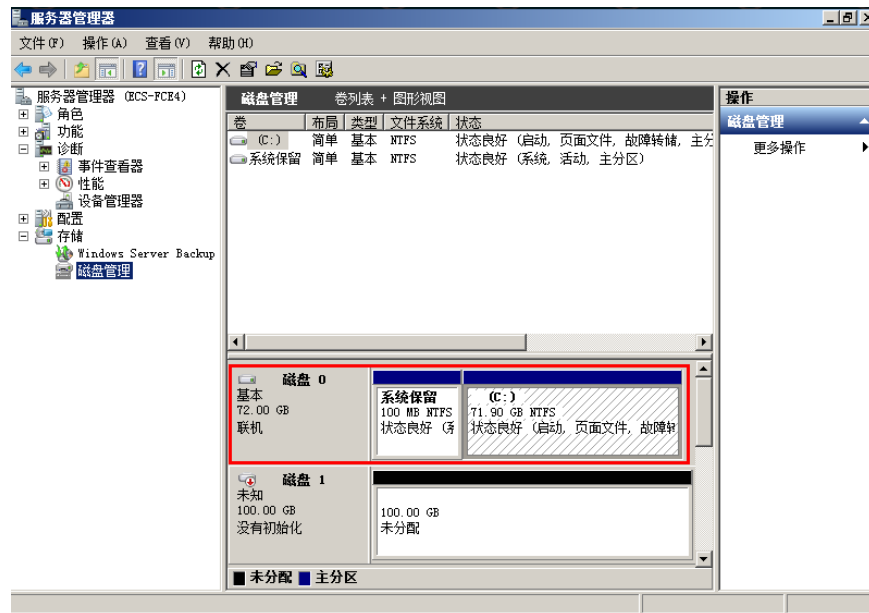 服务器管理器
文件(F) 操作(A) 查看(V) 帮助(H)
服务器管理器 (ECS-FCE4)
角色
功能
诊断
事件查看器
性能
设备管理器
配置
存储
Windows Server Backup
磁盘管理
磁盘管理 卷列表 + 图形视图
卷 布局 类型 文件系统 状态
(C:) 简单 基本 NTFS 状态良好 (启动, 页面文件, 故障转储, 主分
系统保留 简单 基本 NTFS 状态良好 (系统, 活动, 主分区)
磁盘 0
基本
72.00 GB
联机
系统保留
100 MB NTFS
状态良好 (系
(C:)
71.90 GB NTFS
状态良好 (启动, 页面文件, 故障转
磁盘 1
未知
100.00 GB
没有初始化
100.00 GB
未分配
未分配 主分区
操作
磁盘管理
更多操作